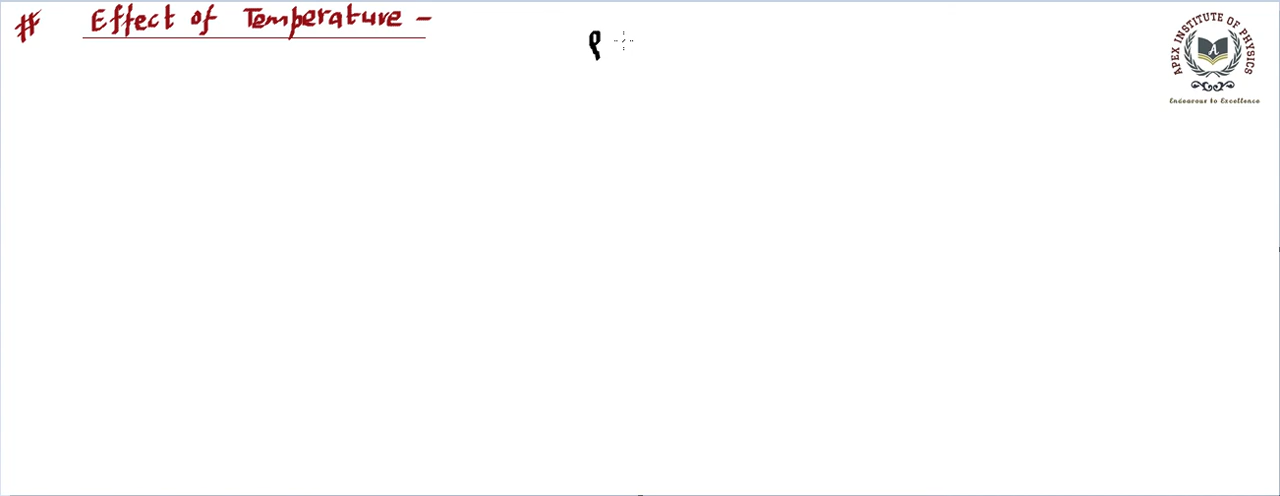 # Effect of Temperature -
APEX INSTITUTE OF PHYSICS
A
Endeavour to Excellence